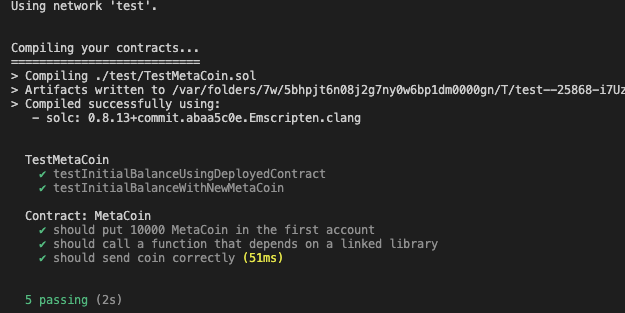 Using network 'test'.
Compiling your contracts...
===========================
> Compiling ./test/TestMetaCoin.sol
> Artifacts written to /var/folders/7w/5bhpjt6n08j2g7ny0w6bp1dm0000gn/T/test--25868-i7Uz
> Compiled successfully using:
- solc: 0.8.13+commit.abaa5c0e.Emscripten.clang
TestMetaCoin
✔ testInitialBalanceUsingDeployedContract
✔ testInitialBalanceWithNewMetaCoin
Contract: MetaCoin
✔ should put 10000 MetaCoin in the first account
✔ should call a function that depends on a linked library
✔ should send coin correctly (51ms)
5 passing (2s)